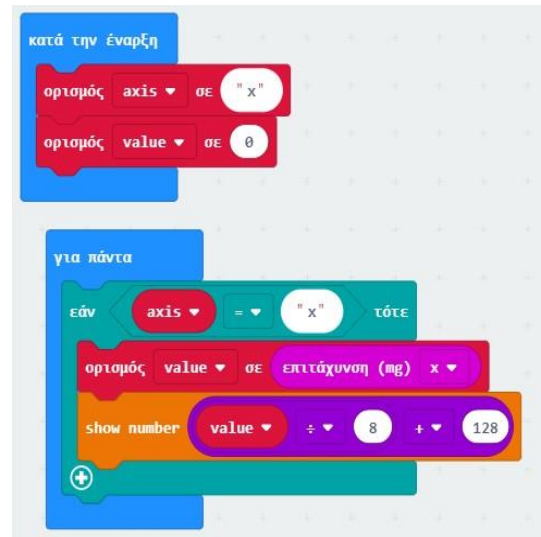 κατά την έναρξη
ορισμός axis σε "x"
ορισμός value σε 0
για πάντα
εάν axis = "x" τότε
ορισμός value σε επιτάχυνση (mg) x
show number value ÷ 8 + 128